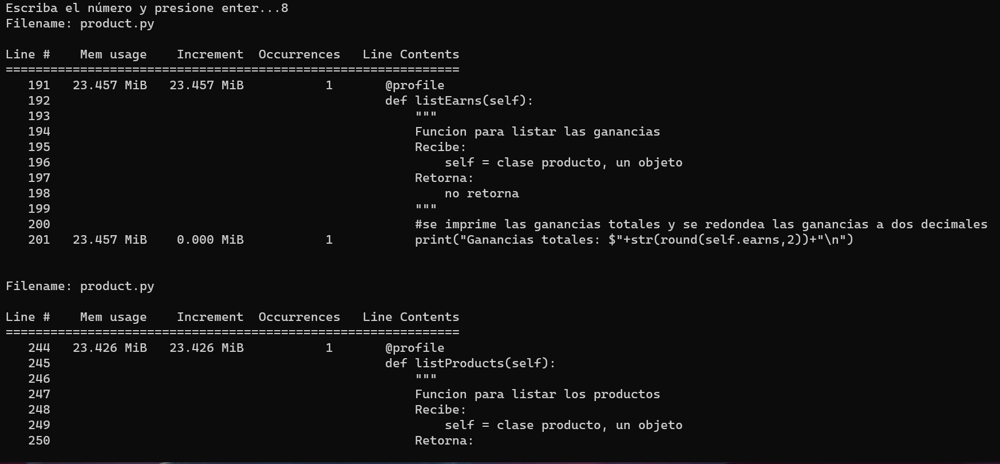 Escriba el número y presione enter...8
Filename: product.py
Line #    Mem usage    Increment  Occurrences   Line Contents
=============================================================
   191   23.457 MiB   23.457 MiB           1       @profile
   192                                             def listEarns(self):
   193                                                 """
   194                                                 Funcion para listar las ganancias
   195                                                 Recibe:
   196                                                     self = clase producto, un objeto
   197                                                 Retorna:
   198                                                     no retorna
   199                                                 """
   200                                                 #se imprime las ganancias totales y se redondea las ganancias a dos decimales
   201   23.457 MiB    0.000 MiB           1           print("Ganancias totales: $"+str(round(self.earns,2))+"\n")
Filename: product.py
Line #    Mem usage    Increment  Occurrences   Line Contents
=============================================================
   244   23.426 MiB   23.426 MiB           1       @profile
   245                                             def listProducts(self):
   246                                                 """
   247                                                 Funcion para listar los productos
   248                                                 Recibe:
   249                                                     self = clase producto, un objeto
   250                                                 Retorna: